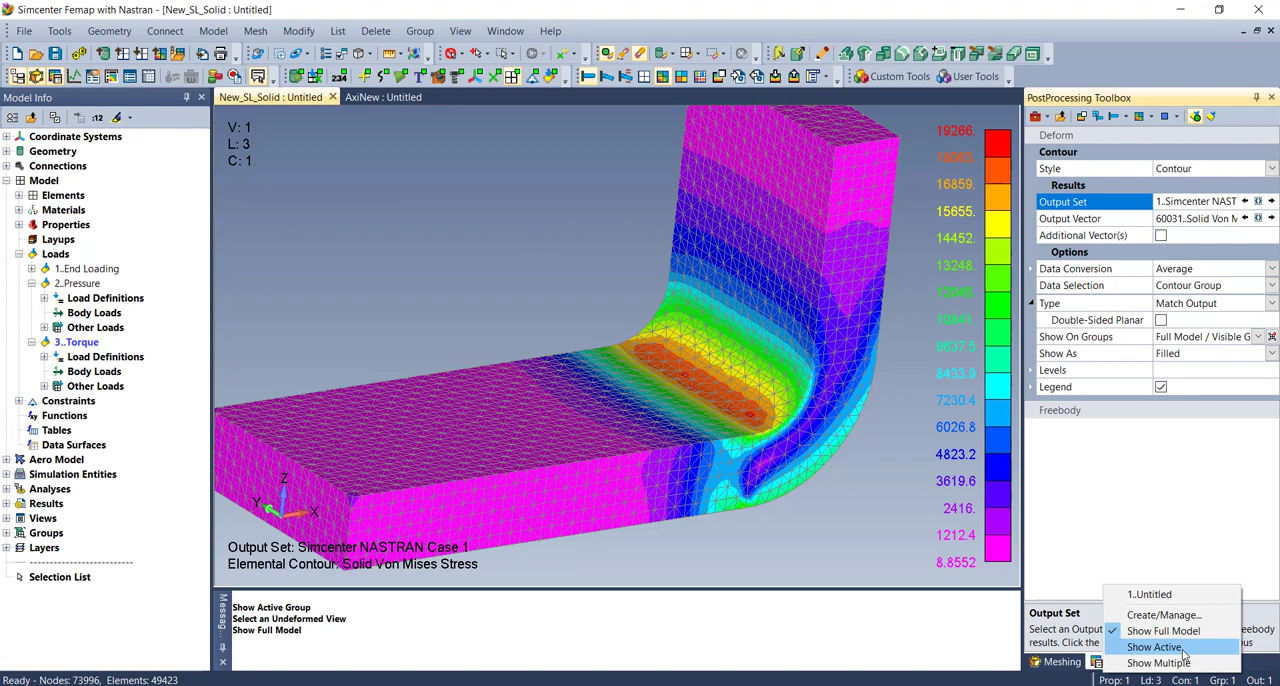 Simcenter Femap with Nastran - [New_SL_Solid : Untitled]
File Tools Geometry Connect Model Mesh Modify List Delete Group View Window Help
Custom Tools User Tools
Model Info
New_SL_Solid : Untitled AxiNew : Untitled
PostProcessing Toolbox
Coordinate Systems
Geometry
Connections
Model
Elements
Materials
Properties
Layups
Loads
1..End Loading
2..Pressure
Load Definitions
Body Loads
Other Loads
3..Torque
Load Definitions
Body Loads
Other Loads
Constraints
Functions
Tables
Data Surfaces
Aero Model
Simulation Entities
Analyses
Results
Views
Groups
Layers
Selection List
V: 1
L: 3
C: 1
19266.
18063.
16859.
15655.
14452.
13248.
12045.
10841.
9637.5
8433.9
7230.4
6026.8
4823.2
3619.6
2416.
1212.4
8.8552
Z
Y
X
Output Set: Simcenter NASTRAN Case 1
Elemental Contour: Solid Von Mises Stress
Deform
Contour
Style Contour
Results
Output Set 1..Simcenter NAST
Output Vector 60031..Solid Von M
Additional Vector(s)
Options
Data Conversion Average
Data Selection Contour Group
Type Match Output
Double-Sided Planar
Show On Groups Full Model / Visible G
Show As Filled
Levels
Legend
Freebody
Output Set
Select an Output
results. Click the
eebody
us
1..Untitled
Create/Manage...
Show Full Model
Show Active
Show Multiple
Messag
Show Active Group
Select an Undeformed View
Show Full Model
Meshing
Ready - Nodes: 73996, Elements: 49423
Prop: 1 Ld: 3 Con: 1 Grp: 1 Out: 1